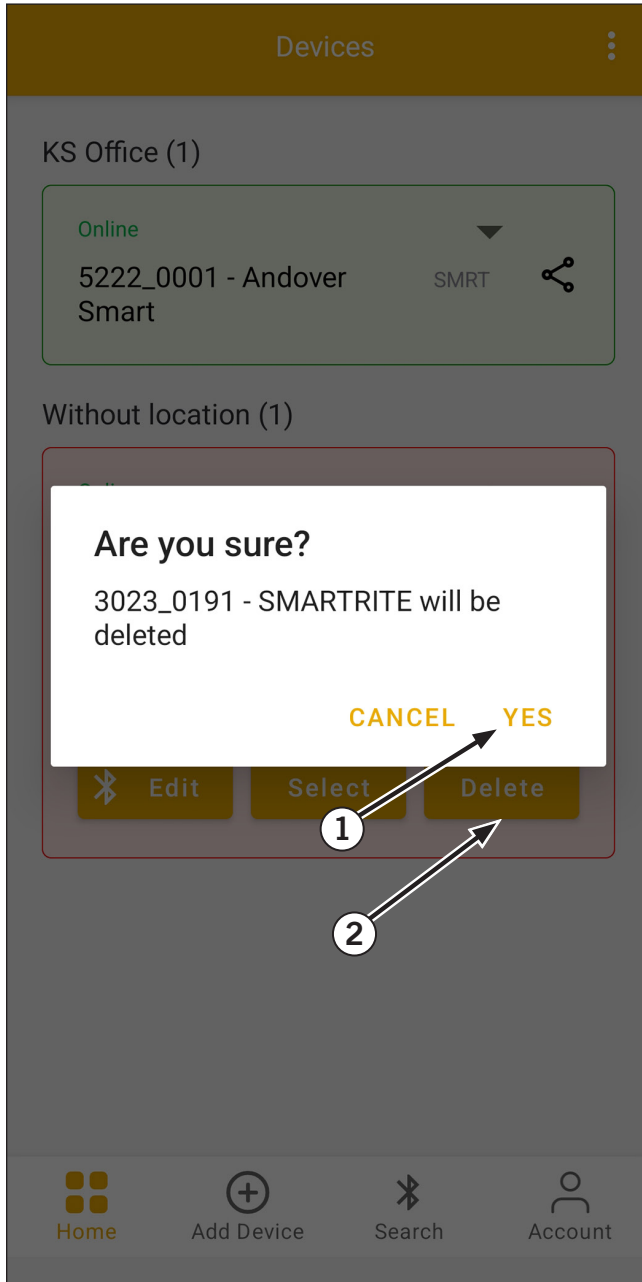 Devices
KS Office (1)
Online
5222_0001 - Andover
Smart
SMRT
Without location (1)
Are you sure?
3023_0191 - SMARTRITE will be
deleted
CANCEL YES
Edit Select Delete
1
2
Home Add Device Search Account